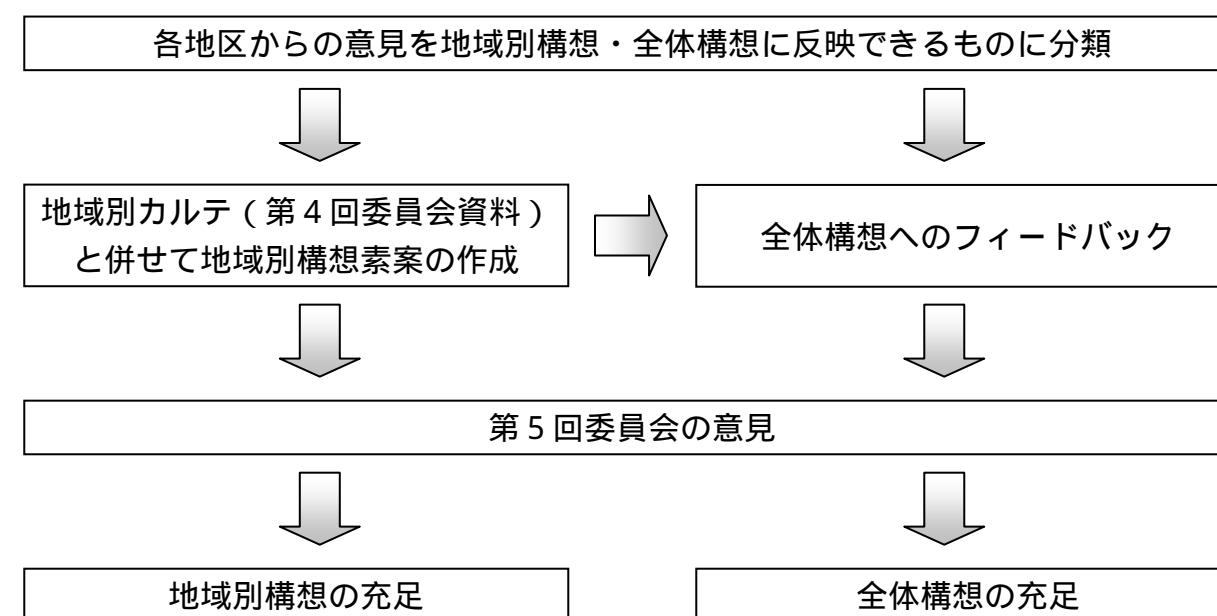 各地区からの意見を地域別構想・全体構想に反映できるものに分類
地域別カルテ（第４回委員会資料）
と併せて地域別構想素案の作成
全体構想へのフィードバック
第５回委員会の意見
地域別構想の充足
全体構想の充足